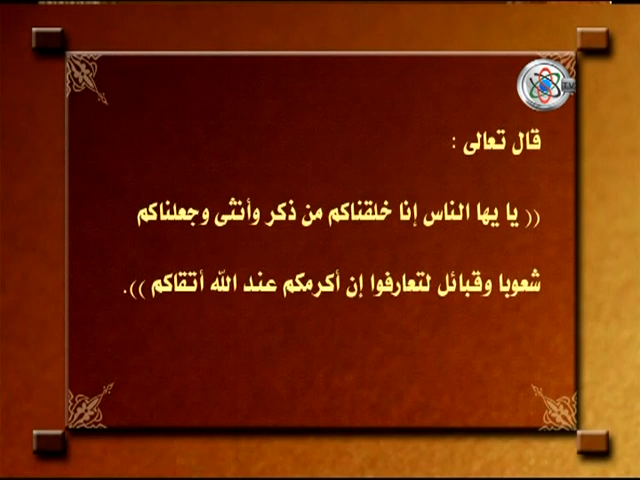 قال تعالى :
(( يا يها الناس إنا خلقناكم من ذكر وأنثى وجعلناكم
شعوبا وقبائل لتعارفوا إن أكرمكم عند الله أتقاكم )).